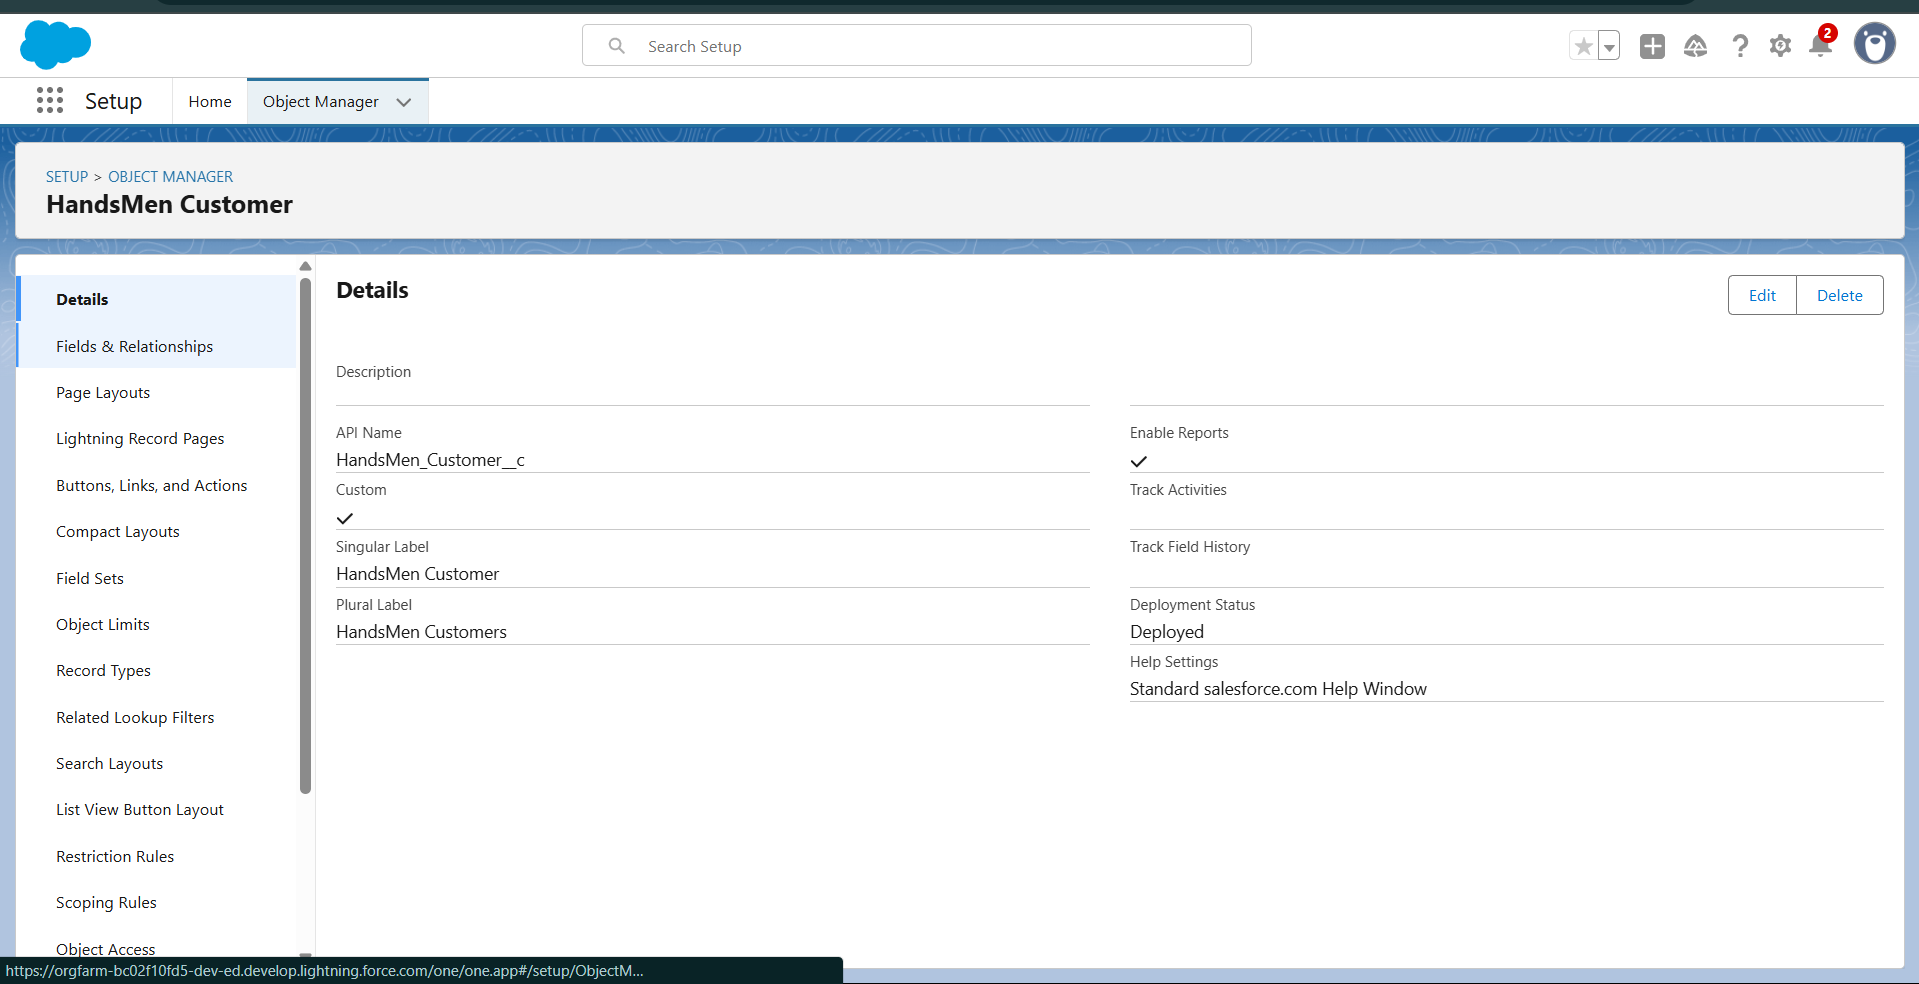 Search Setup
2
Setup
Home
Object Manager
SETUP > OBJECT MANAGER
HandsMen Customer
Details
Fields & Relationships
Page Layouts
Lightning Record Pages
Buttons, Links, and Actions
Compact Layouts
Field Sets
Object Limits
Record Types
Related Lookup Filters
Search Layouts
List View Button Layout
Restriction Rules
Scoping Rules
Object Access
Details
Edit
Delete
Description
API Name
HandsMen_Customer__c
Custom
Singular Label
HandsMen Customer
Plural Label
HandsMen Customers
Enable Reports
Track Activities
Track Field History
Deployment Status
Deployed
Help Settings
Standard salesforce.com Help Window
https://orgfarm-bc02f10fd5-dev-ed.develop.lightning.force.com/one/one.app#/setup/ObjectM...